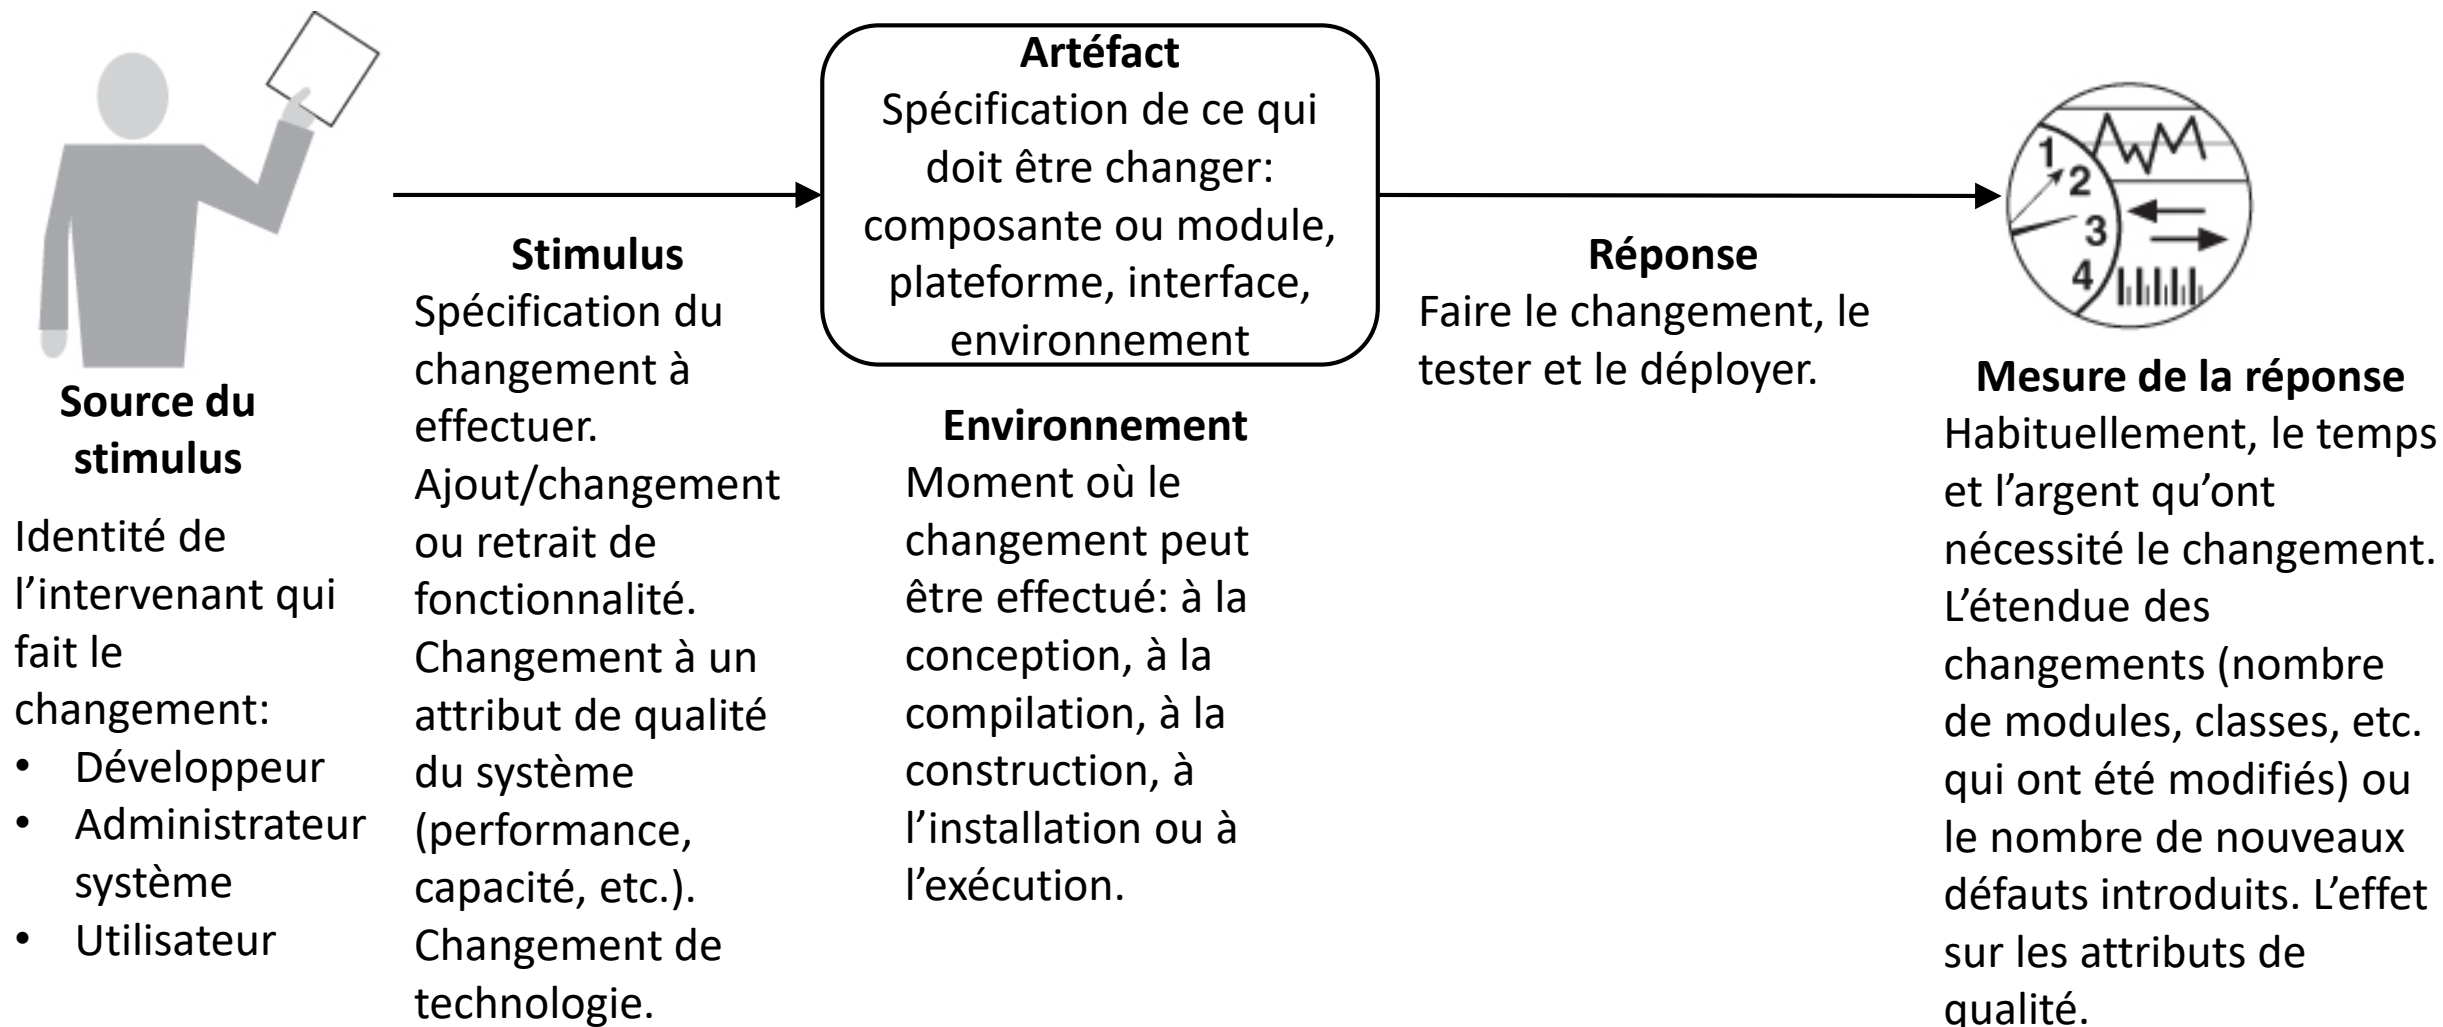 Source du
stimulus
Identité de
l’intervenant qui
fait le
changement:
• Développeur
• Administrateur
système
• Utilisateur
Stimulus
Spécification du
changement à
effectuer.
Ajout/changement
ou retrait de
fonctionnalité.
Changement à un
attribut de qualité
du système
(performance,
capacité, etc.).
Changement de
technologie.
Artéfact
Spécification de ce qui
doit être changer:
composante ou module,
plateforme, interface,
environnement
Environnement
Moment où le
changement peut
être effectué: à la
conception, à la
compilation, à la
construction, à
l’installation ou à
l’exécution.
Réponse
Faire le changement, le
tester et le déployer.
1
2
3
4
Mesure de la réponse
Habituellement, le temps
et l’argent qu’ont
nécessité le changement.
L’étendue des
changements (nombre
de modules, classes, etc.
qui ont été modifiés) ou
le nombre de nouveaux
défauts introduits. L’effet
sur les attributs de
qualité.